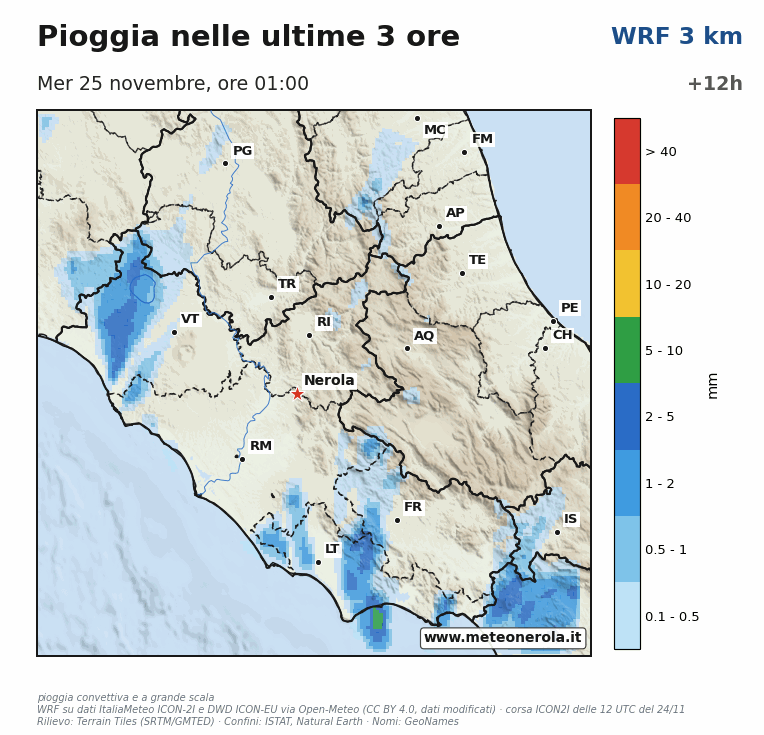 Pioggia nelle ultime 3 ore
WRF 3 km
Mer 25 novembre, ore 01:00
+12h
MC
FM
PG
AP
TE
TR
PE
VT
RI
AQ
CH
Nerola
RM
FR
IS
LT
www.meteonerola.it
> 40
20 - 40
10 - 20
5 - 10
2 - 5
1 - 2
0.5 - 1
0.1 - 0.5
mm
pioggia convettiva e a grande scala
WRF su dati ItaliaMeteo ICON-2I e DWD ICON-EU via Open-Meteo (CC BY 4.0, dati modificati) · corsa ICON2I delle 12 UTC del 24/11
Rilievo: Terrain Tiles (SRTM/GMTED) · Confini: ISTAT, Natural Earth · Nomi: GeoNames